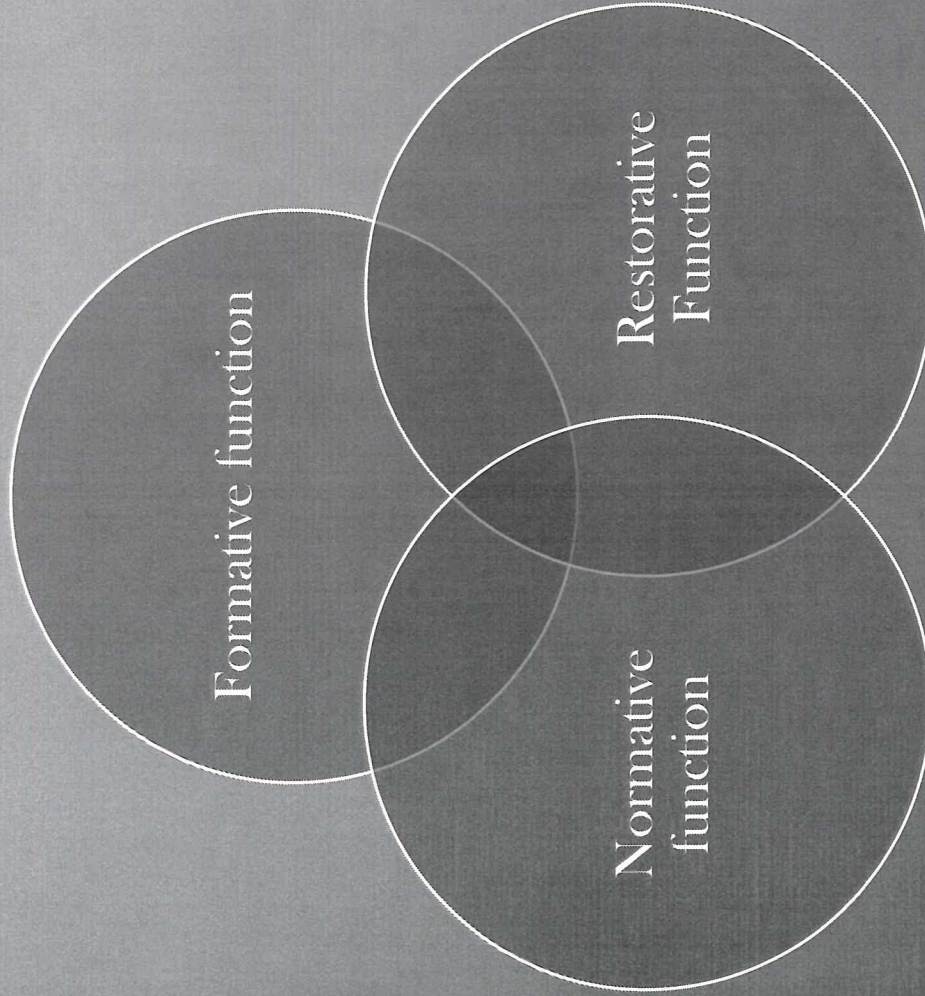 Formative function
Normative
function
Restorative
Function